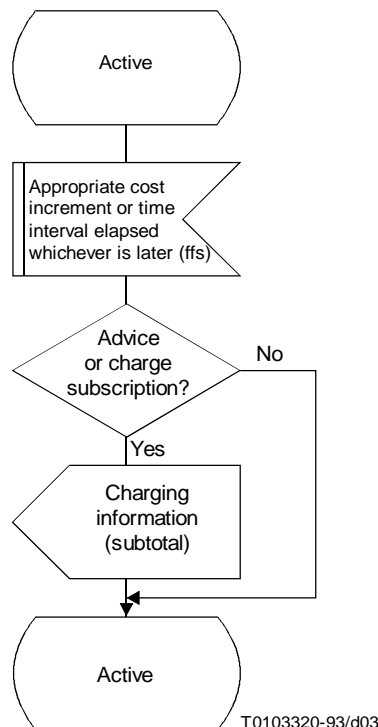 Active
Appropriate cost
increment or time
interval elapsed
whichever is later (ffs)
Advice
or charge
subscription?
No
Yes
Charging
information
(subtotal)
Active
T0103320-93/d03